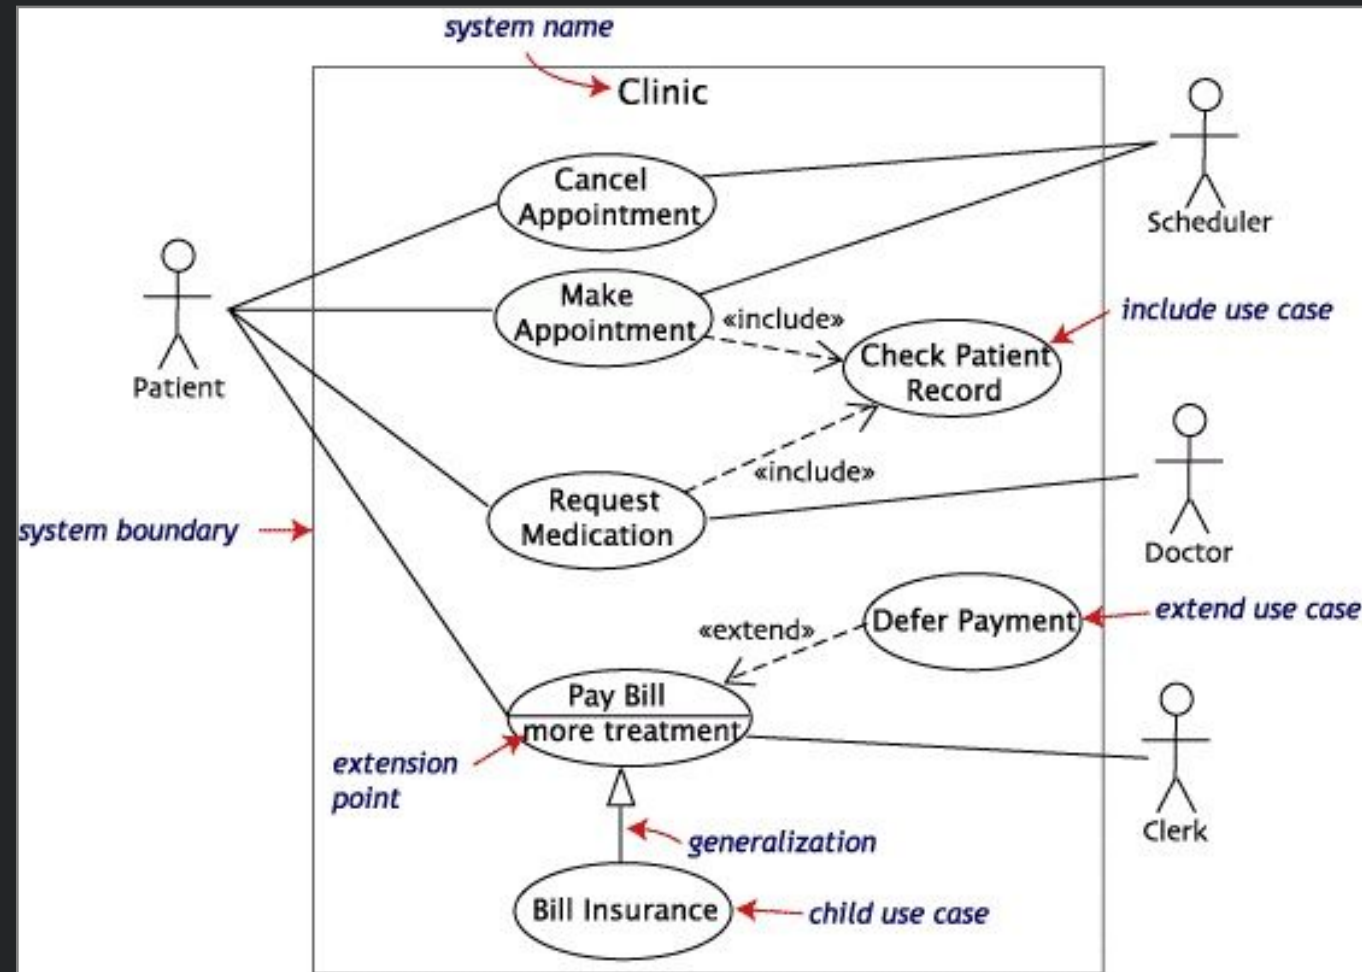 system name
Clinic
Cancel
Appointment
Scheduler
Make
Appointment
«include»
include use case
Check Patient
Record
Patient
«include»
Request
Medication
system boundary
Doctor
Defer Payment
extend use case
«extend»
Pay Bill
more treatment
extension
point
Clerk
generalization
Bill Insurance
child use case